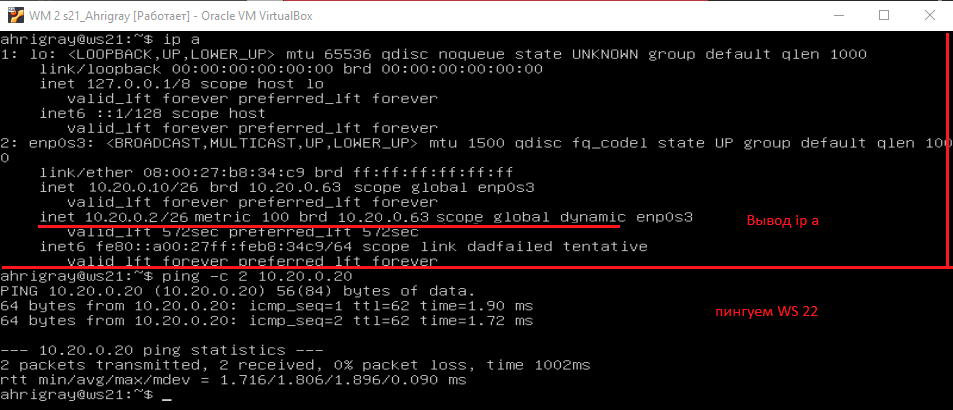 WM 2 s21_Ahrigray [Работает] - Oracle VM VirtualBox
ahrigray@ws21:~$ ip a
1: lo: <LOOPBACK,UP,LOWER_UP> mtu 65536 qdisc noqueue state UNKNOWN group default qlen 1000
link/loopback 00:00:00:00:00:00 brd 00:00:00:00:00:00
inet 127.0.0.1/8 scope host lo
valid_lft forever preferred_lft forever
inet6 ::1/128 scope host
valid_lft forever preferred_lft forever
2: enp0s3: <BROADCAST,MULTICAST,UP,LOWER_UP> mtu 1500 qdisc fq_codel state UP group default qlen 100
0
link/ether 08:00:27:b8:34:c9 brd ff:ff:ff:ff:ff:ff
inet 10.20.0.10/26 brd 10.20.0.63 scope global enp0s3
valid_lft forever preferred_lft forever
inet 10.20.0.2/26 metric 100 brd 10.20.0.63 scope global dynamic enp0s3
Вывод ip a
valid_lft 572sec preferred_lft 572sec
inet6 fe80::a00:27ff:feb8:34c9/64 scope link dadfailed tentative
valid_lft forever preferred_lft forever
ahrigray@ws21:~$ ping -c 2 10.20.0.20
PING 10.20.0.20 (10.20.0.20) 56(84) bytes of data.
64 bytes from 10.20.0.20: icmp_seq=1 ttl=62 time=1.90 ms
пингуем WS 22
64 bytes from 10.20.0.20: icmp_seq=2 ttl=62 time=1.72 ms
--- 10.20.0.20 ping statistics ---
2 packets transmitted, 2 received, 0% packet loss, time 1002ms
rtt min/avg/max/mdev = 1.716/1.806/1.896/0.090 ms
ahrigray@ws21:~$ _